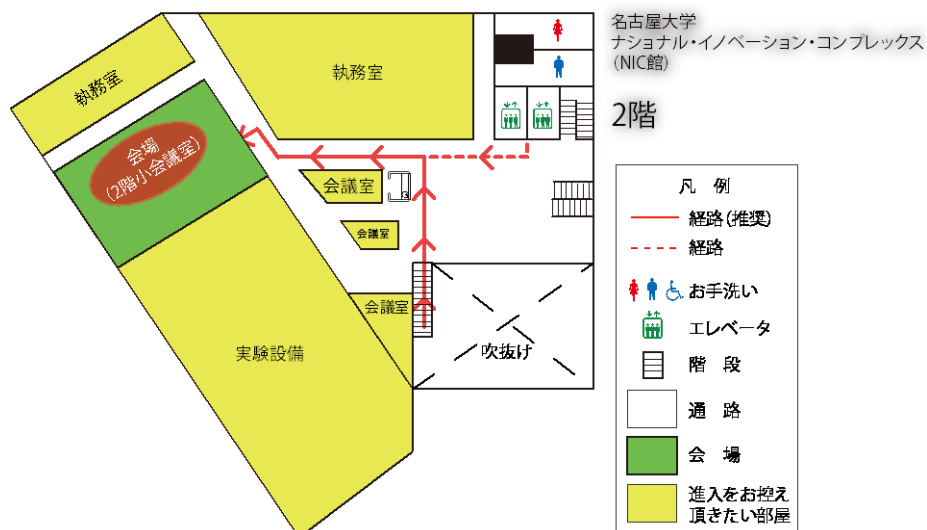 名古屋大学
ナショナル・イノベーション・コンプレックス
(NIC館)
2階
執務室
執務室
会場
(2階小会議室)
会議室
会議室
会議室
実験設備
吹抜け
凡 例
経路(推奨)
経路
お手洗い
エレベータ
階 段
通 路
会 場
進入をお控え
頂きたい部屋